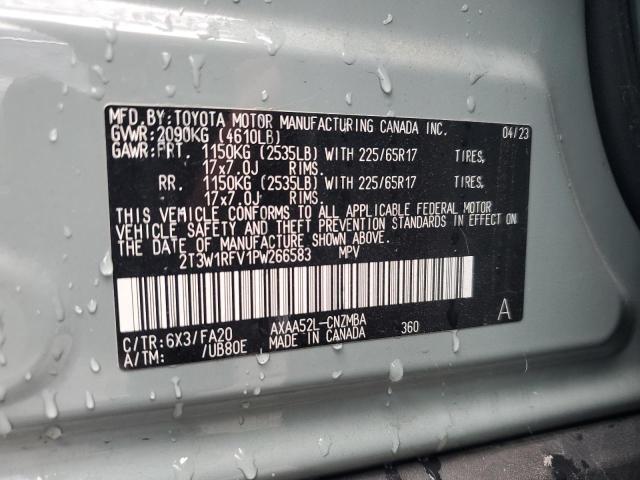 MFD.BY:TOYOTA MOTOR MANUFACTURING CANADA INC. 04/23
GVWR:2090KG (4610LB)
GAWR:FRT. 1150KG (2535LB) WITH 225/65R17 TIRES,
17x7.0J RIMS.
RR. 1150KG (2535LB) WITH 225/65R17 TIRES,
17x7.0J RIMS.
THIS VEHICLE CONFORMS TO ALL APPLICABLE FEDERAL MOTOR
VEHICLE SAFETY AND THEFT PREVENTION STANDARDS IN EFFECT ON
THE DATE OF MANUFACTURE SHOWN ABOVE.
2T3W1RFV1PW266583 MPV
A
C/TR:6X3/FA20 AXAA52L-CNZMBA 360
A/TM: /UB80E MADE IN CANADA